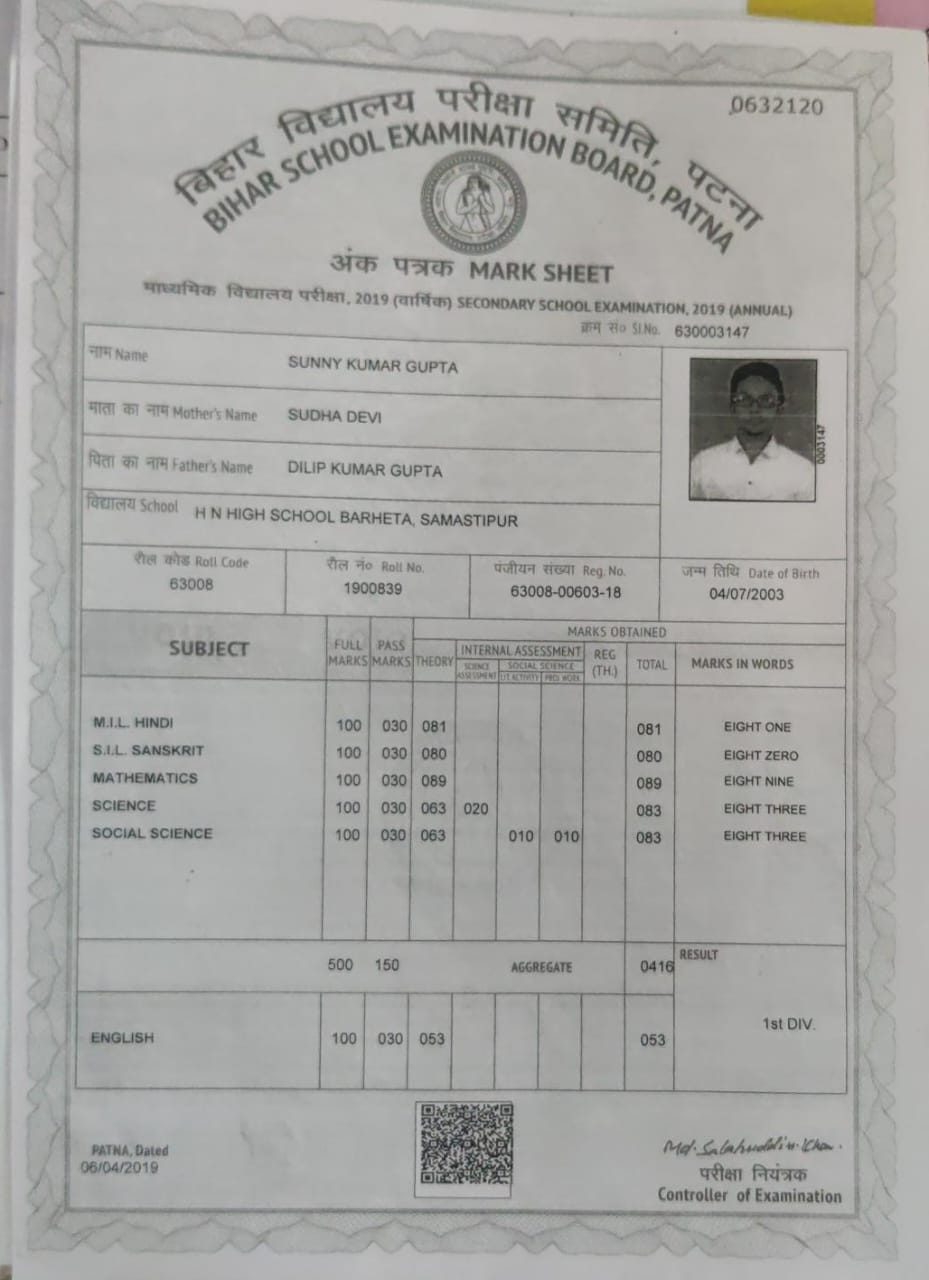 0632120
बिहार विद्यालय परीक्षा समिति, पटना
BIHAR SCHOOL EXAMINATION BOARD, PATNA
अंक पत्रक MARK SHEET
माध्यमिक विद्यालय परीक्षा, 2019 (वार्षिक) SECONDARY SCHOOL EXAMINATION, 2019 (ANNUAL)
क्रम सं० Sl.No. 630003147
नाम Name SUNNY KUMAR GUPTA
माता का नाम Mother's Name SUDHA DEVI
पिता का नाम Father's Name DILIP KUMAR GUPTA
विद्यालय School H N HIGH SCHOOL BARHETA, SAMASTIPUR
0003147
रौल कोड Roll Code रौल नं० Roll No. पंजीयन संख्या Reg. No. जन्म तिथि Date of Birth
63008 1900839 63008-00603-18 04/07/2003
SUBJECT FULL MARKS PASS MARKS MARKS OBTAINED
THEORY INTERNAL ASSESSMENT REG (TH.) TOTAL MARKS IN WORDS
SCIENCE ASSESSMENT SOCIAL SCIENCE
LIT. ACTIVITY PROJ. WORK
M.I.L. HINDI 100 030 081 081 EIGHT ONE
S.I.L. SANSKRIT 100 030 080 080 EIGHT ZERO
MATHEMATICS 100 030 089 089 EIGHT NINE
SCIENCE 100 030 063 020 083 EIGHT THREE
SOCIAL SCIENCE 100 030 063 010 010 083 EIGHT THREE
500 150 AGGREGATE 0416 RESULT
1st DIV.
ENGLISH 100 030 053 053
PATNA, Dated
06/04/2019
Md. Salahuddin Khan.
परीक्षा नियंत्रक
Controller of Examination